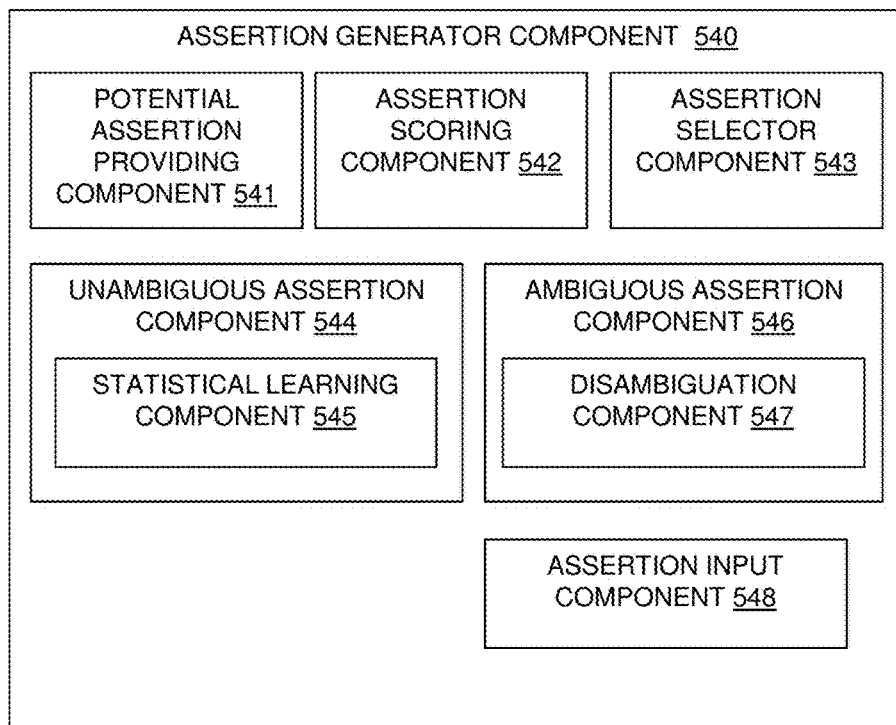 ASSERTION GENERATOR COMPONENT 540
POTENTIAL
ASSERTION
PROVIDING
COMPONENT 541
ASSERTION
SCORING
COMPONENT 542
ASSERTION
SELECTOR
COMPONENT 543
UNAMBIGUOUS ASSERTION
COMPONENT 544
STATISTICAL LEARNING
COMPONENT 545
AMBIGUOUS ASSERTION
COMPONENT 546
DISAMBIGUATION
COMPONENT 547
ASSERTION INPUT
COMPONENT 548